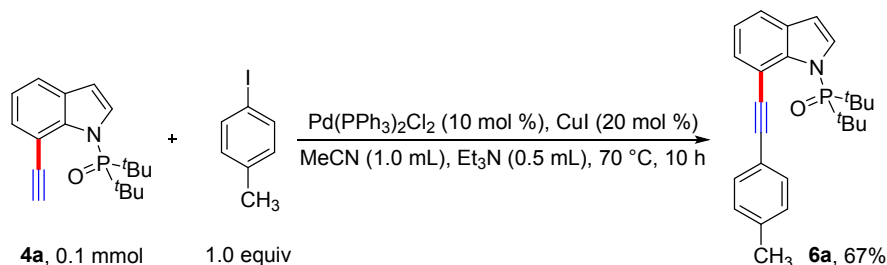 I
N
P
O
tBu
tBu
+
CH3
Pd(PPh3)2Cl2 (10 mol %), CuI (20 mol %)
MeCN (1.0 mL), Et3N (0.5 mL), 70 °C, 10 h
N
P
O
tBu
tBu
CH3
4a, 0.1 mmol
1.0 equiv
6a, 67%